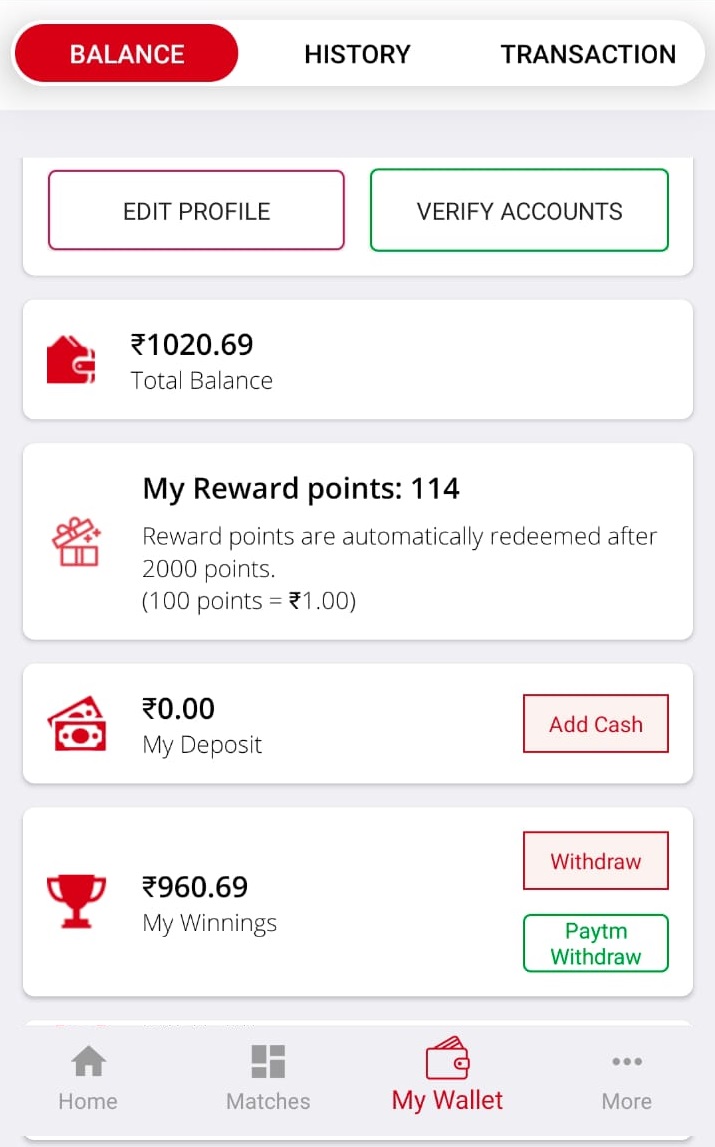 BALANCE HISTORY TRANSACTION
EDIT PROFILE VERIFY ACCOUNTS
₹1020.69
Total Balance
My Reward points: 114
Reward points are automatically redeemed after
2000 points.
(100 points = ₹1.00)
₹0.00
My Deposit
Add Cash
₹960.69
My Winnings
Withdraw
Paytm
Withdraw
Home Matches My Wallet More